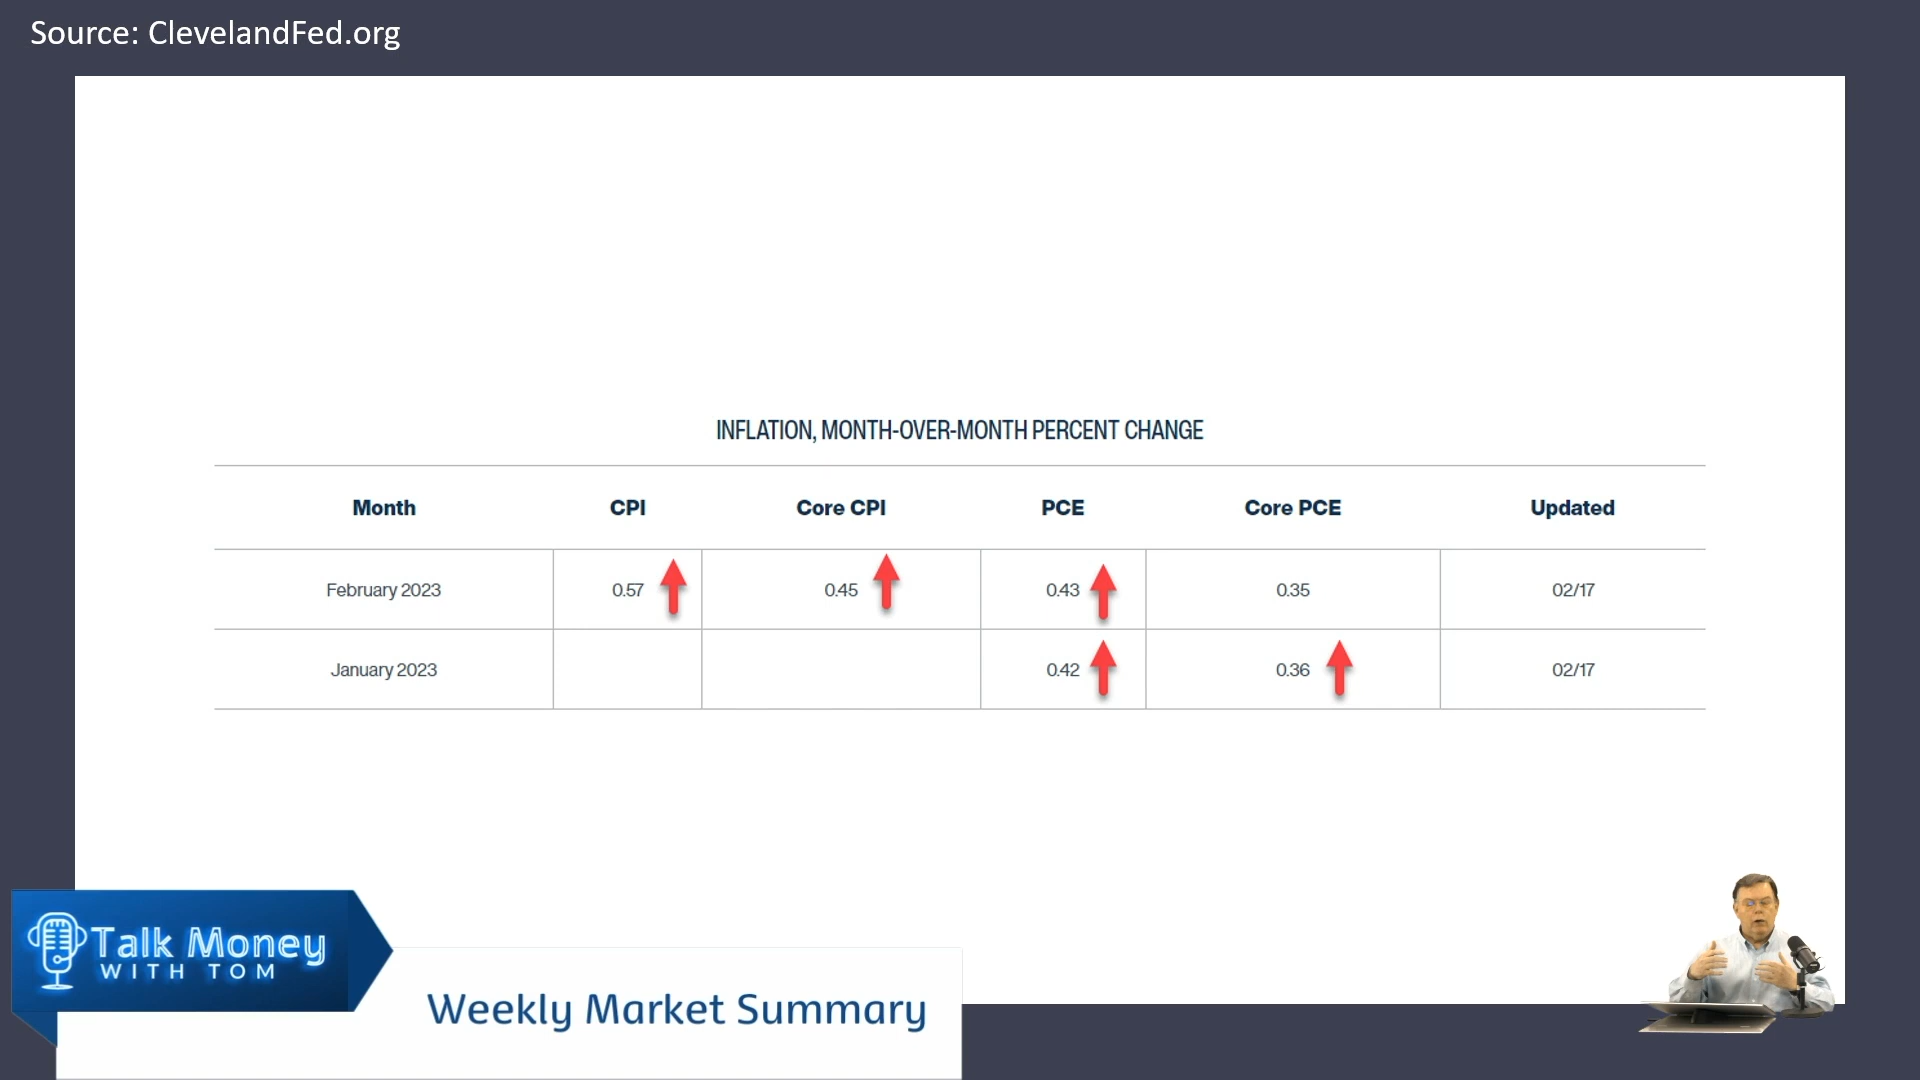 Source: ClevelandFed.org
INFLATION, MONTH-OVER-MONTH PERCENT CHANGE
Month CPI Core CPI PCE Core PCE Updated
February 2023 0.57 0.45 0.43 0.35 02/17
January 2023 0.42 0.36 02/17
Talk Money
WITH TOM
Weekly Market Summary